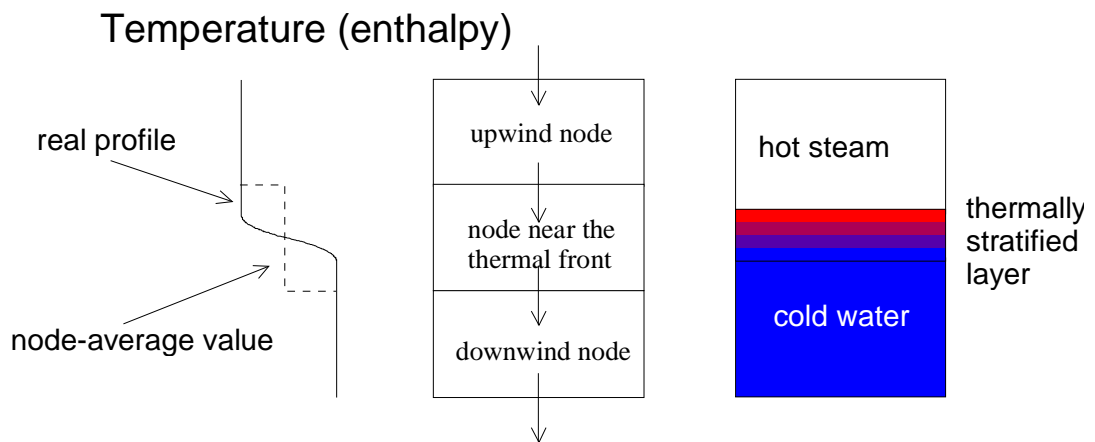 Temperature (enthalpy)
real profile
node-average value
upwind node
node near the
thermal front
downwind node
hot steam
thermally
stratified
layer
cold water